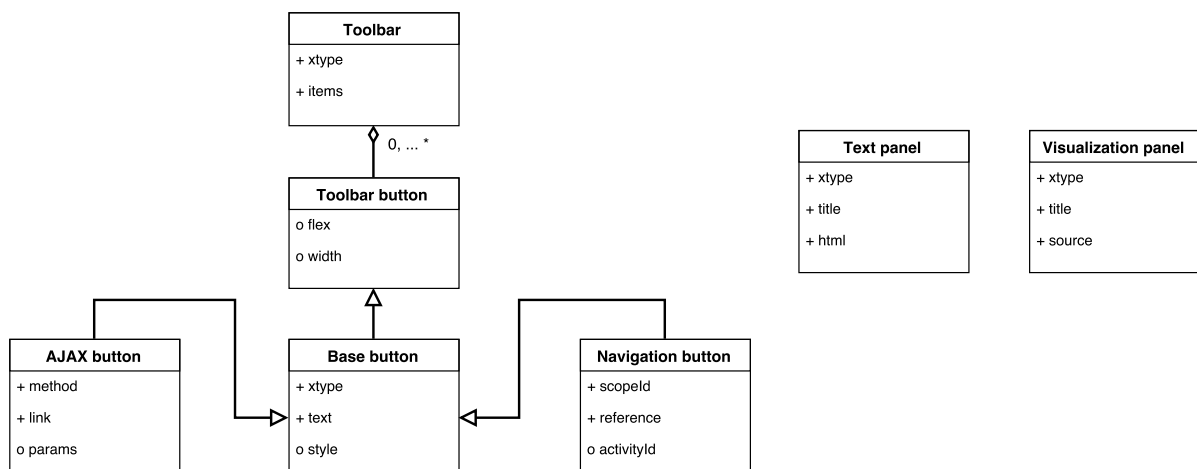 Toolbar
+ xtype
+ items
0, ... *
Toolbar button
o flex
o width
Text panel
+ xtype
+ title
+ html
Visualization panel
+ xtype
+ title
+ source
AJAX button
+ method
+ link
o params
Base button
+ xtype
+ text
o style
Navigation button
+ scopeId
+ reference
o activityId